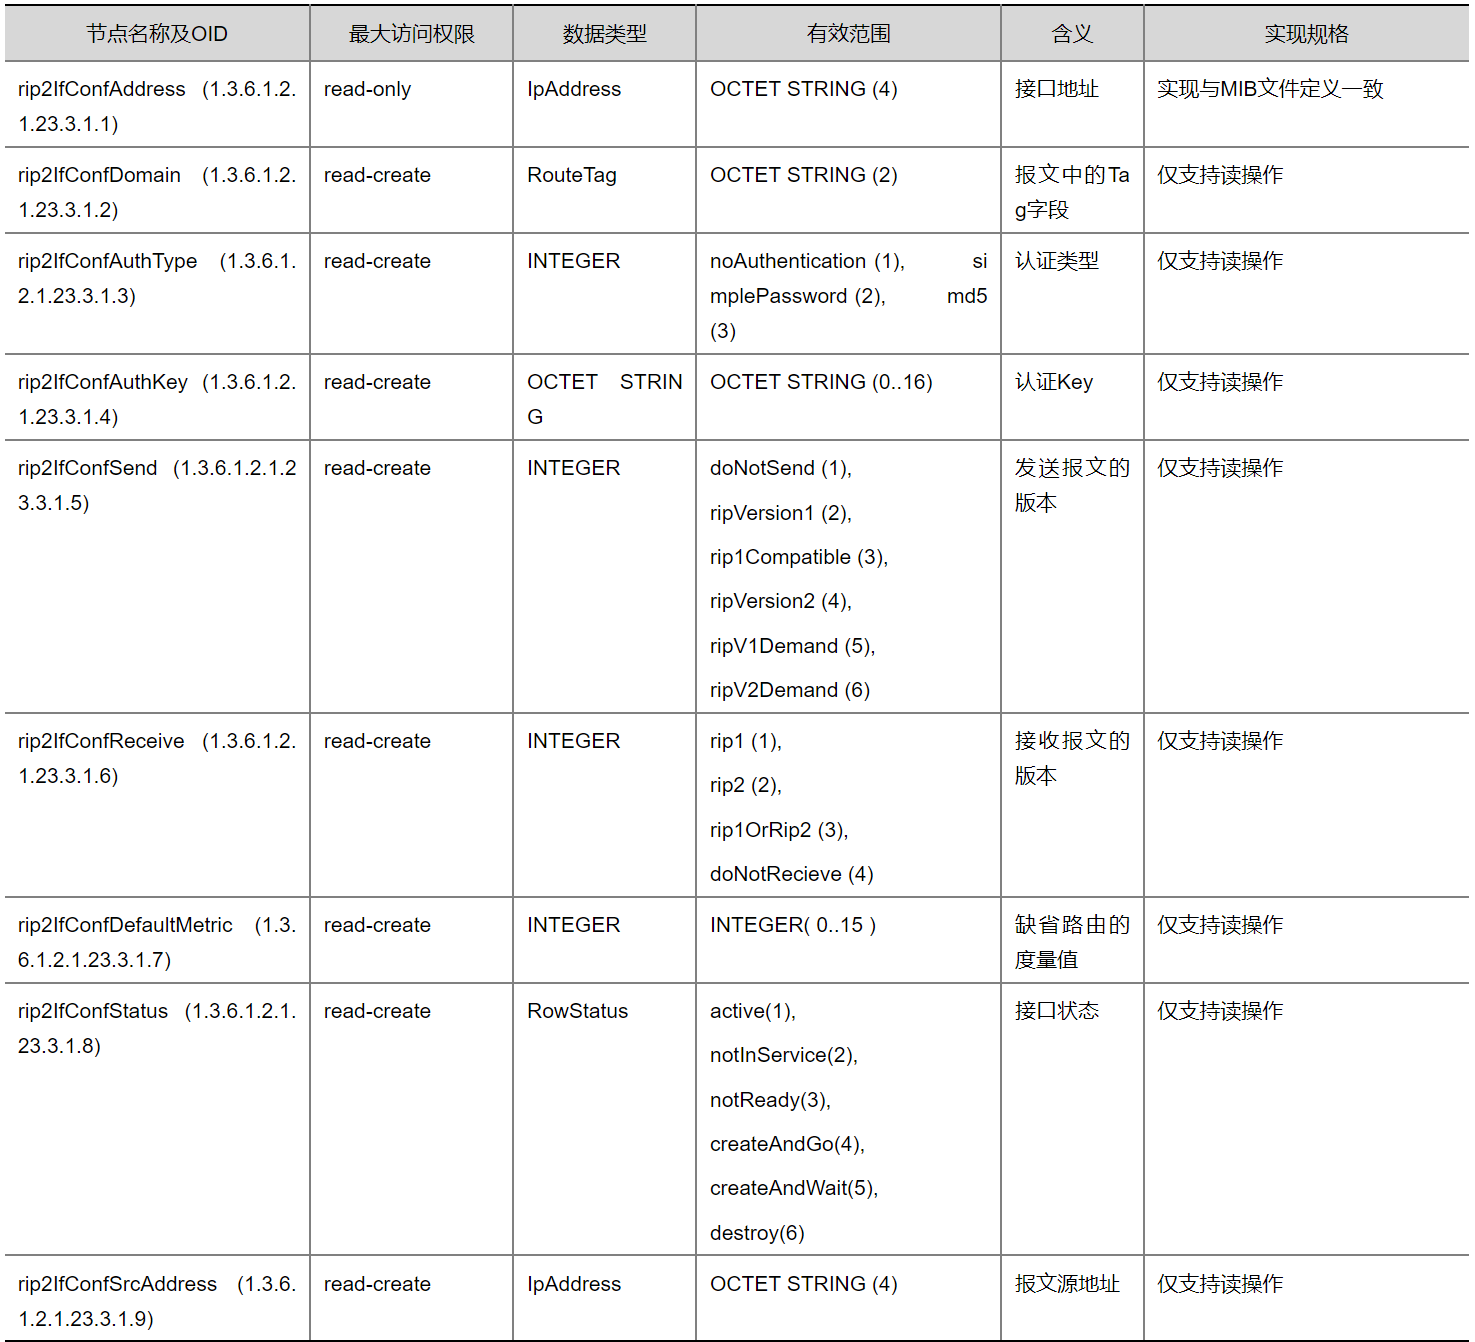 节点名称及OID 最大访问权限 数据类型 有效范围 含义 实现规格
rip2IfConfAddress (1.3.6.1.2. read-only IpAddress OCTET STRING (4) 接口地址 实现与MIB文件定义一致
1.23.3.1.1)
rip2IfConfDomain (1.3.6.1.2. read-create RouteTag OCTET STRING (2) 报文中的Ta 仅支持读操作
1.23.3.1.2) g字段
rip2IfConfAuthType (1.3.6.1. read-create INTEGER noAuthentication (1), si 认证类型 仅支持读操作
2.1.23.3.1.3) mplePassword (2), md5
(3)
rip2IfConfAuthKey (1.3.6.1.2. read-create OCTET STRIN OCTET STRING (0..16) 认证Key 仅支持读操作
1.23.3.1.4) G
rip2IfConfSend (1.3.6.1.2.1.2 read-create INTEGER doNotSend (1), 发送报文的 仅支持读操作
3.3.1.5) 版本
ripVersion1 (2),
rip1Compatible (3),
ripVersion2 (4),
ripV1Demand (5),
ripV2Demand (6)
rip2IfConfReceive (1.3.6.1.2. read-create INTEGER rip1 (1), 接收报文的 仅支持读操作
1.23.3.1.6) 版本
rip2 (2),
rip1OrRip2 (3),
doNotRecieve (4)
rip2IfConfDefaultMetric (1.3. read-create INTEGER INTEGER( 0..15 ) 缺省路由的 仅支持读操作
6.1.2.1.23.3.1.7) 度量值
rip2IfConfStatus (1.3.6.1.2.1. read-create RowStatus active(1), 接口状态 仅支持读操作
23.3.1.8)
notInService(2),
notReady(3),
createAndGo(4),
createAndWait(5),
destroy(6)
rip2IfConfSrcAddress (1.3.6. read-create IpAddress OCTET STRING (4) 报文源地址 仅支持读操作
1.2.1.23.3.1.9)